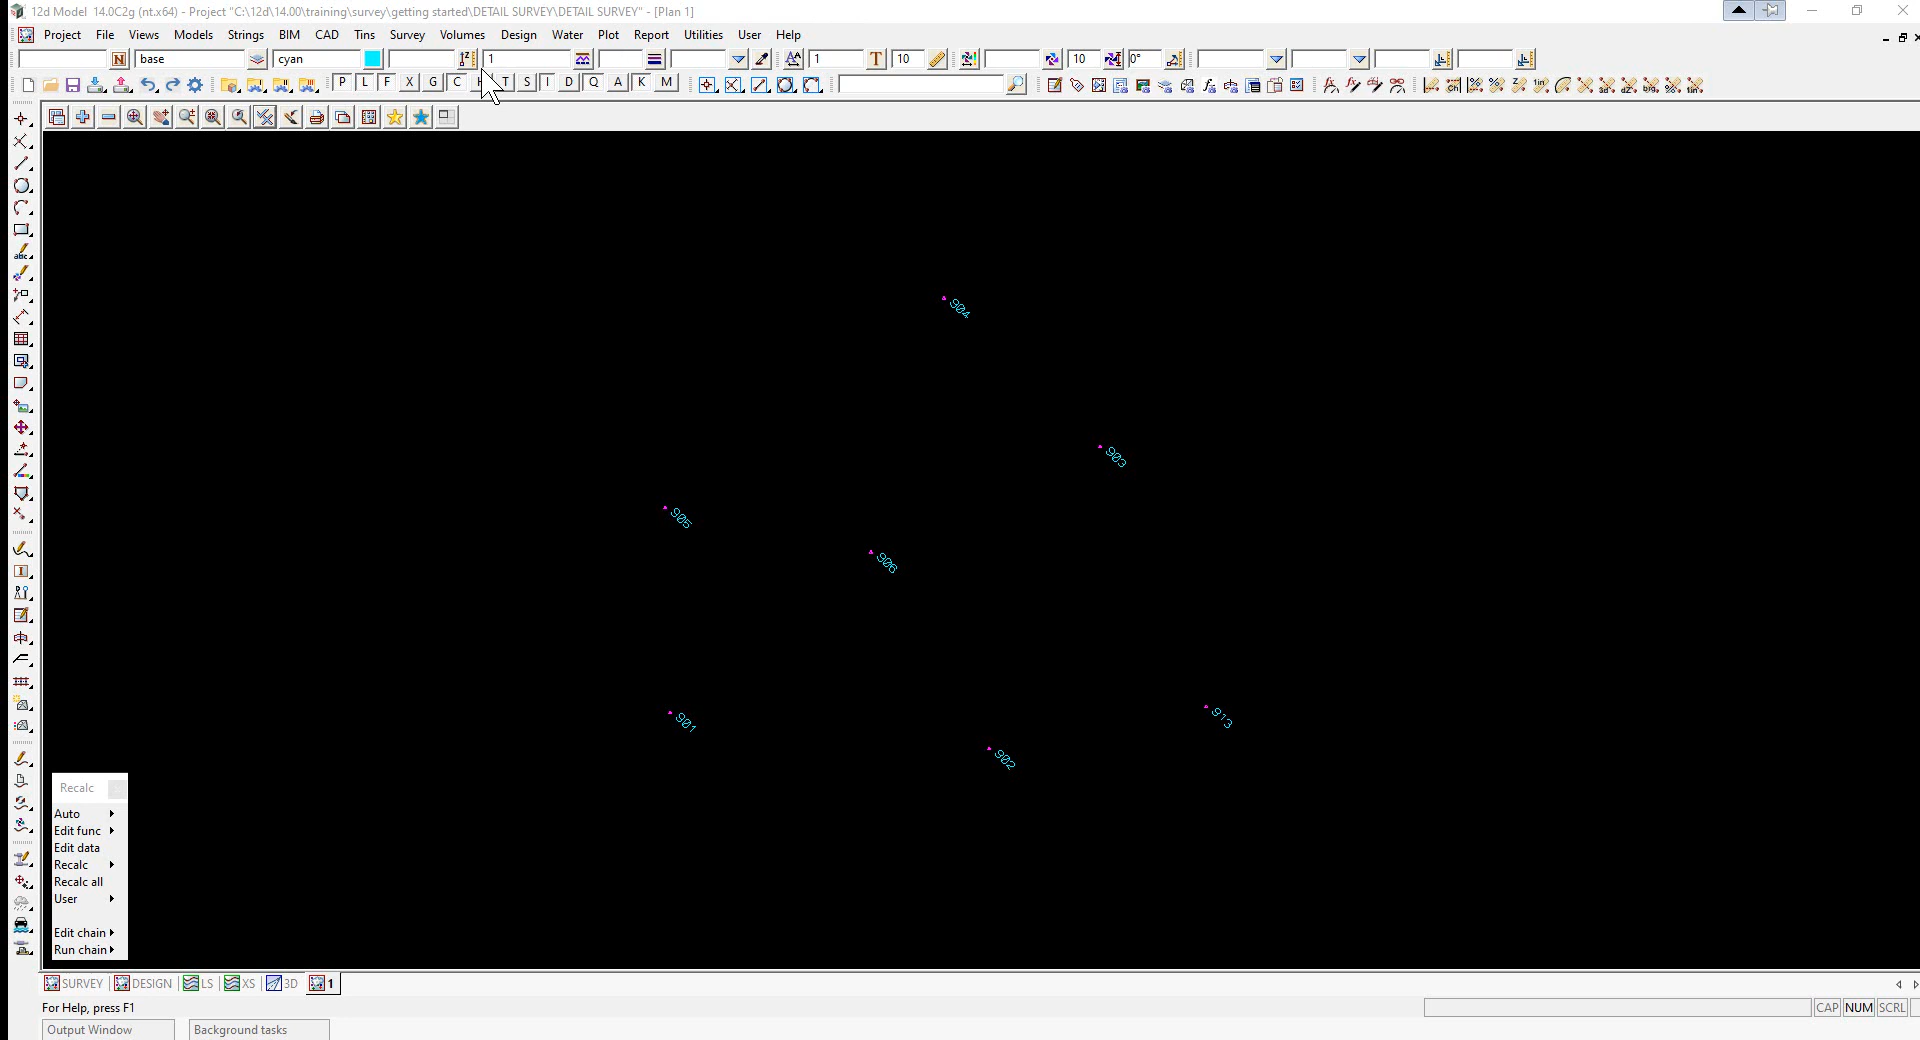 12d Model 14.0C2g (nt.x64) - Project "C:\12d\14.00\training\survey\getting started\DETAIL SURVEY\DETAIL SURVEY" - [Plan 1]
Project File Views Models Strings BIM CAD Tins Survey Volumes Design Water Plot Report Utilities User Help
N base cyan 1 1 T 10 10 0°
P L F X G C T S I D Q A K M
904
903
905
906
901
913
902
Recalc
Auto
Edit func
Edit data
Recalc
Recalc all
User
Edit chain
Run chain
SURVEY DESIGN LS XS 3D 1
For Help, press F1
CAP NUM SCRL
Output Window Background tasks